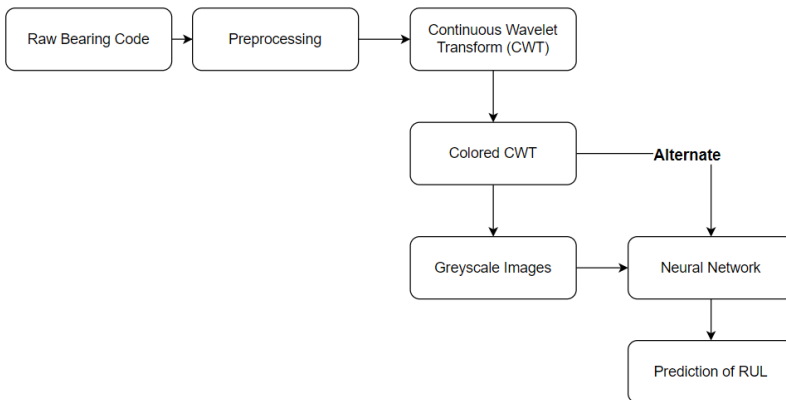 Raw Bearing Code
Preprocessing
Continuous Wavelet
Transform (CWT)
Colored CWT
Alternate
Greyscale Images
Neural Network
Prediction of RUL